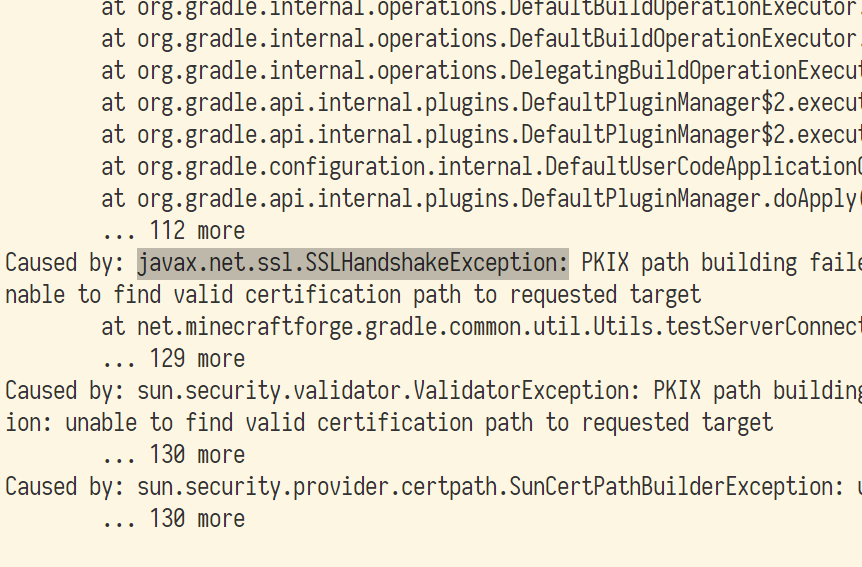 at org.gradle.internal.operations.DefaultBuildOperationExecutor.
at org.gradle.internal.operations.DefaultBuildOperationExecutor.
at org.gradle.internal.operations.DelegatingBuildOperationExecut
at org.gradle.api.internal.plugins.DefaultPluginManager$2.execut
at org.gradle.api.internal.plugins.DefaultPluginManager$2.execut
at org.gradle.configuration.internal.DefaultUserCodeApplicationC
at org.gradle.api.internal.plugins.DefaultPluginManager.doApply(
... 112 more
Caused by: javax.net.ssl.SSLHandshakeException: PKIX path building faile
nable to find valid certification path to requested target
at net.minecraftforge.gradle.common.util.Utils.testServerConnect
... 129 more
Caused by: sun.security.validator.ValidatorException: PKIX path building
ion: unable to find valid certification path to requested target
... 130 more
Caused by: sun.security.provider.certpath.SunCertPathBuilderException: u
... 130 more